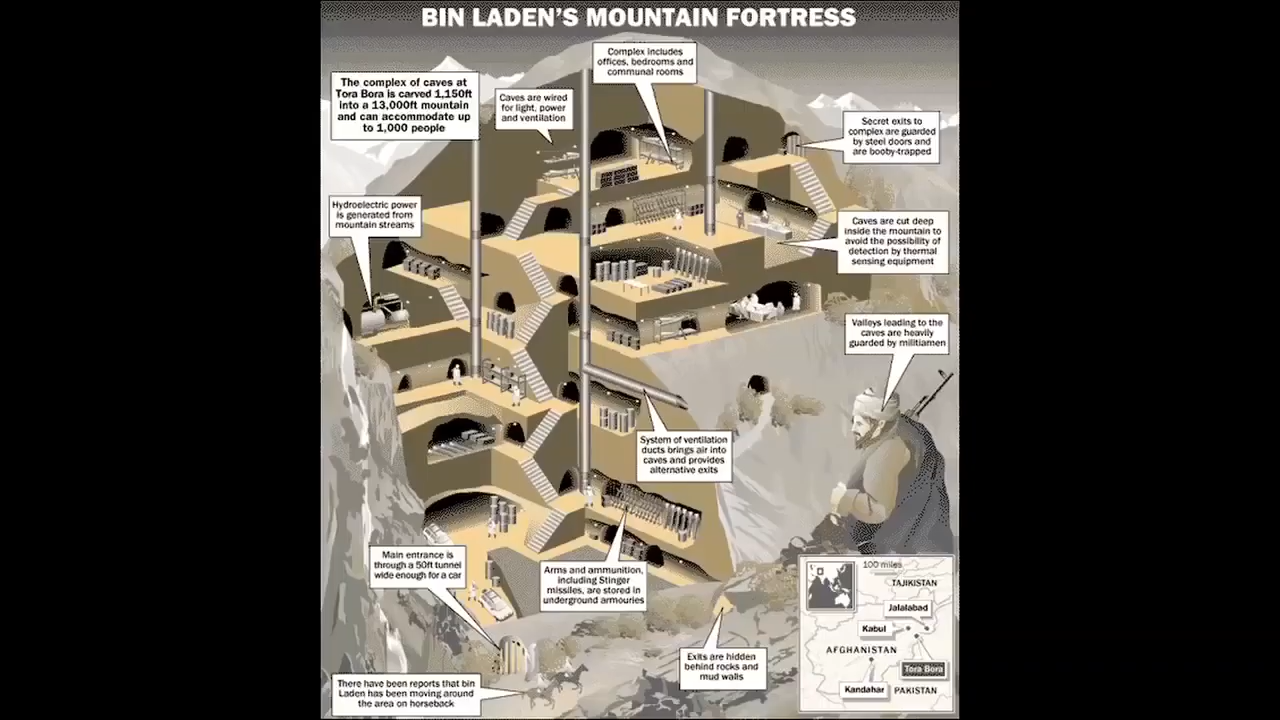 BIN LADEN'S MOUNTAIN FORTRESS
Complex includes
offices, bedrooms and
communal rooms
The complex of caves at
Tora Bora is carved 1,150ft
into a 13,000ft mountain
and can accommodate up
to 1,000 people
Caves are wired
for light, power
and ventilation
Secret exits to
complex are guarded
by steel doors and
are booby-trapped
Hydroelectric power
is generated from
mountain streams
Caves are cut deep
inside the mountain to
avoid the possibility of
detection by thermal
sensing equipment
Valleys leading to the
caves are heavily
guarded by militiamen
System of ventilation
ducts brings air into
caves and provides
alternative exits
Main entrance is
through a 50ft tunnel
wide enough for a car
Arms and ammunition,
including Stinger
missiles, are stored in
underground armouries
Exits are hidden
behind rocks and
mud walls
There have been reports that bin
Laden has been moving around
the area on horseback
100 miles
TAJIKISTAN
Jalalabad
Kabul
AFGHANISTAN
Tora Bora
Kandahar
PAKISTAN